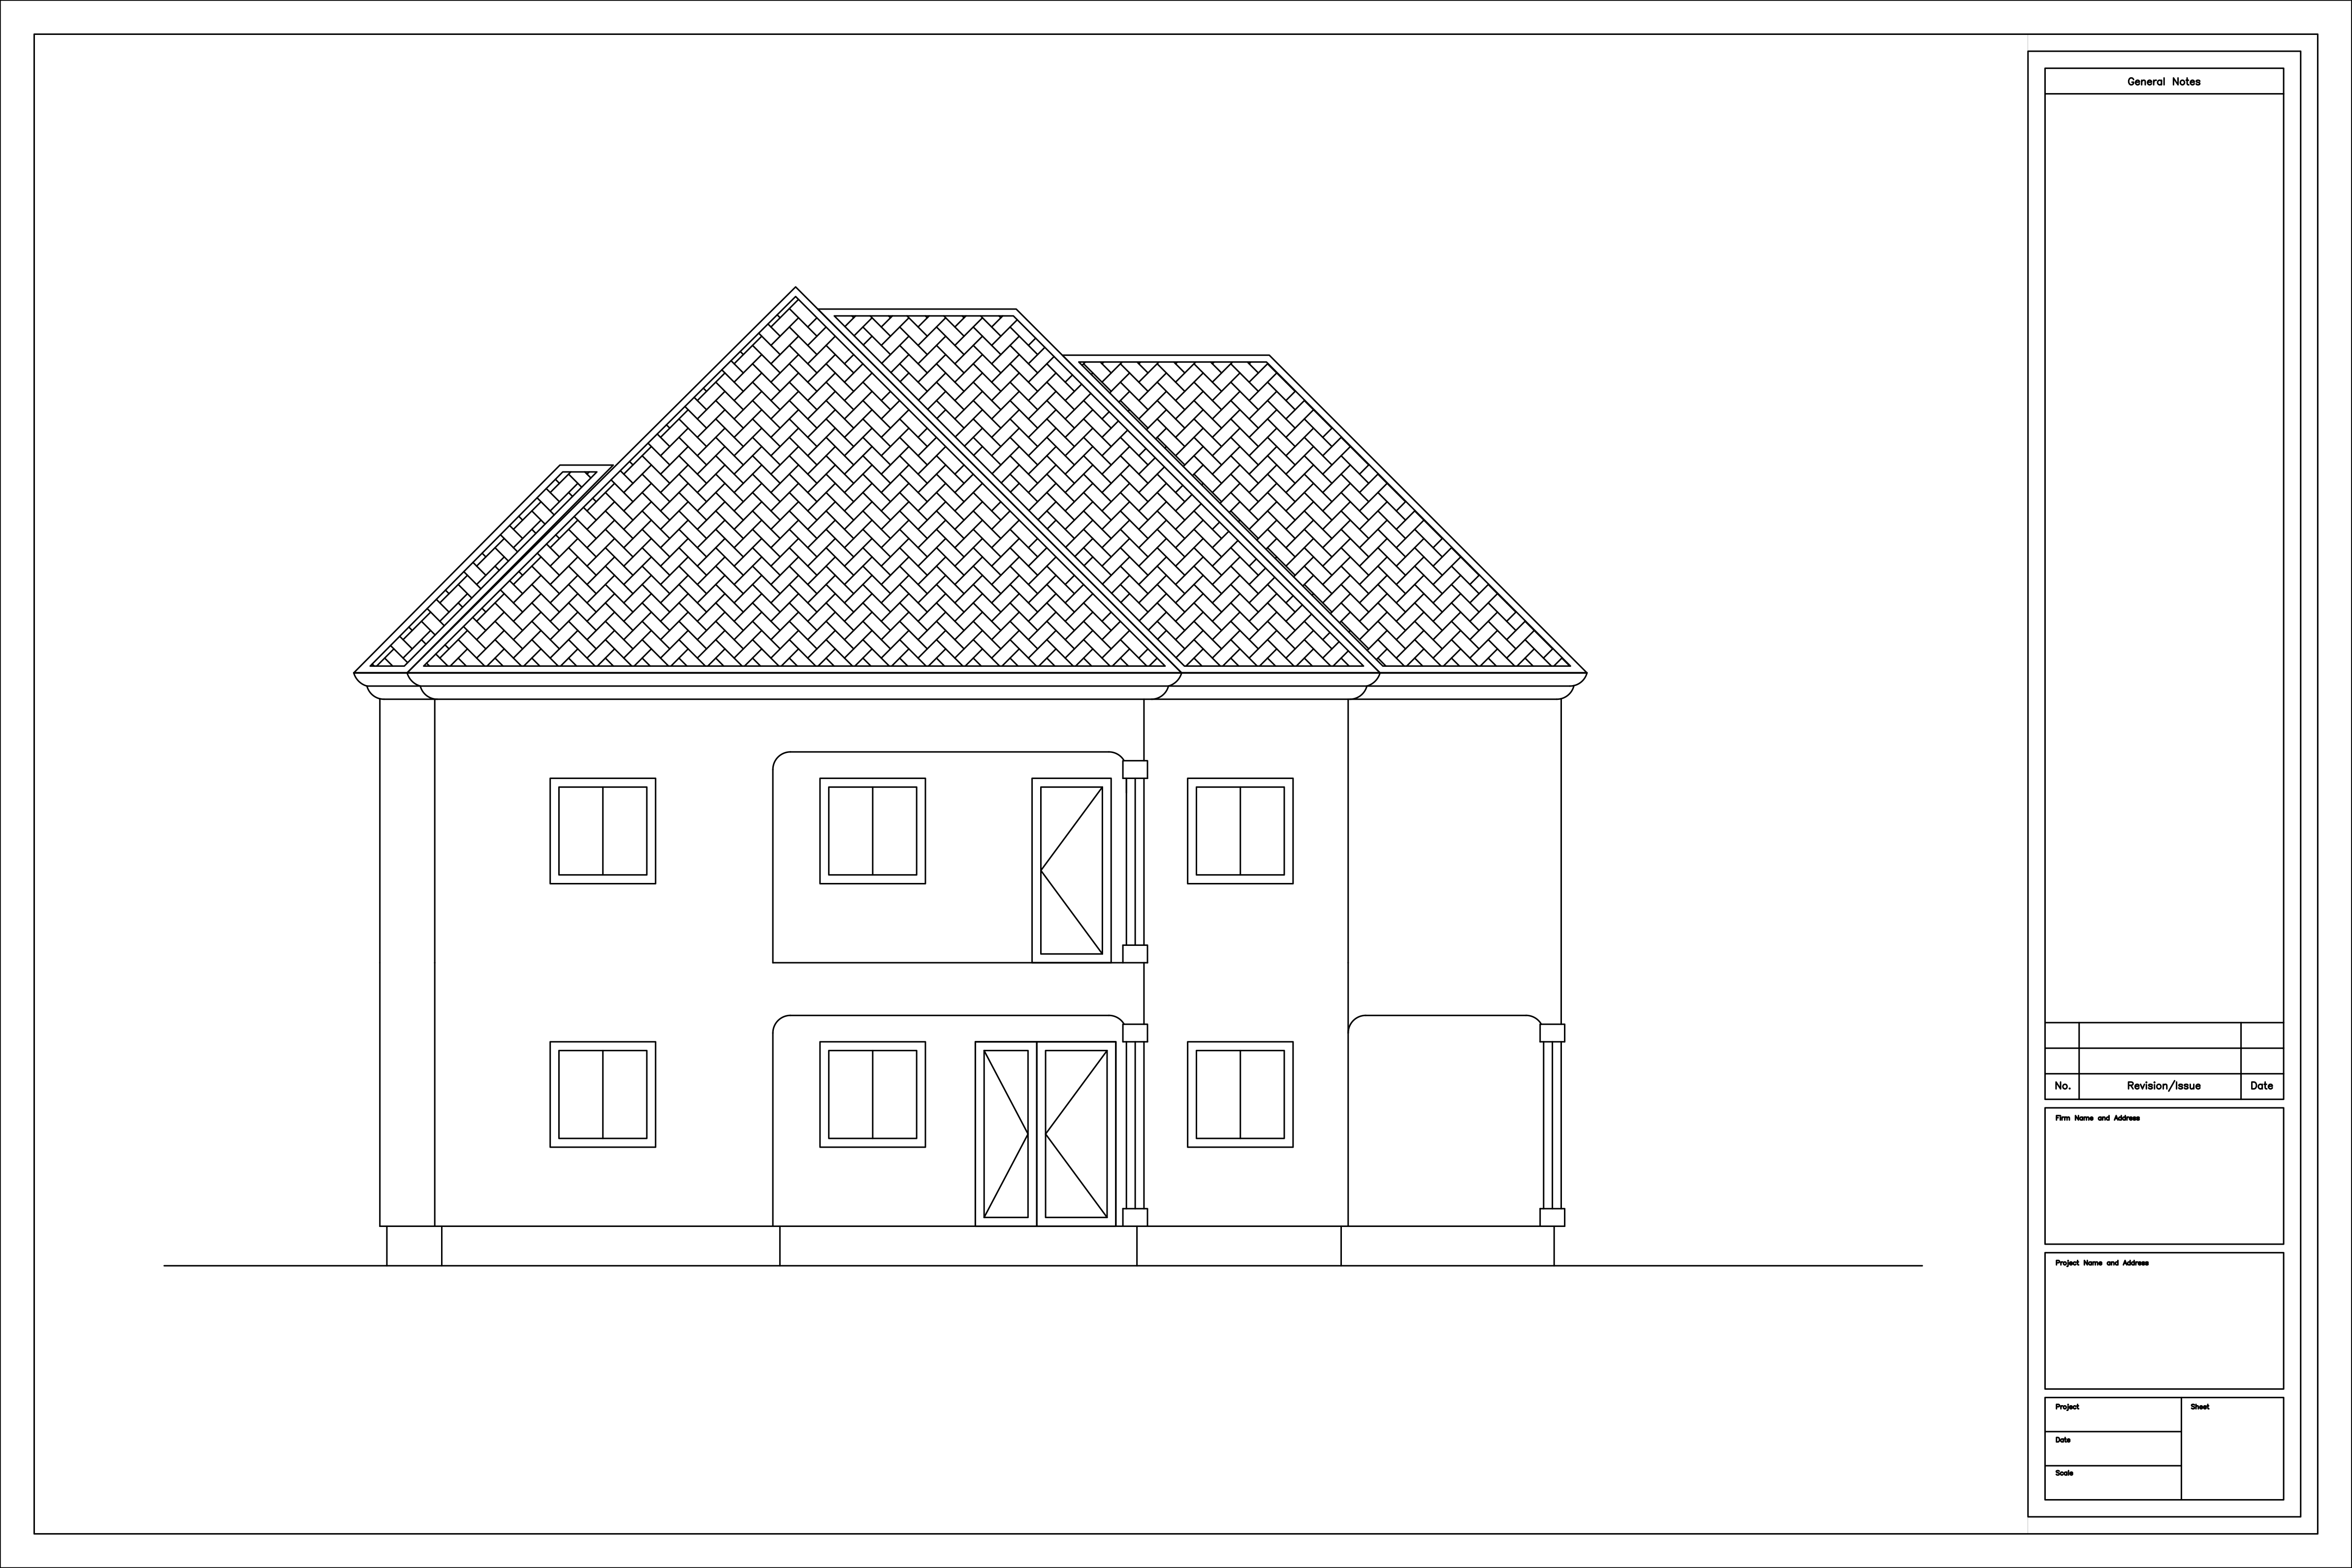 General Notes
No. Revision/Issue Date
Firm Name and Address
Project Name and Address
Project
Sheet
Date
Scale